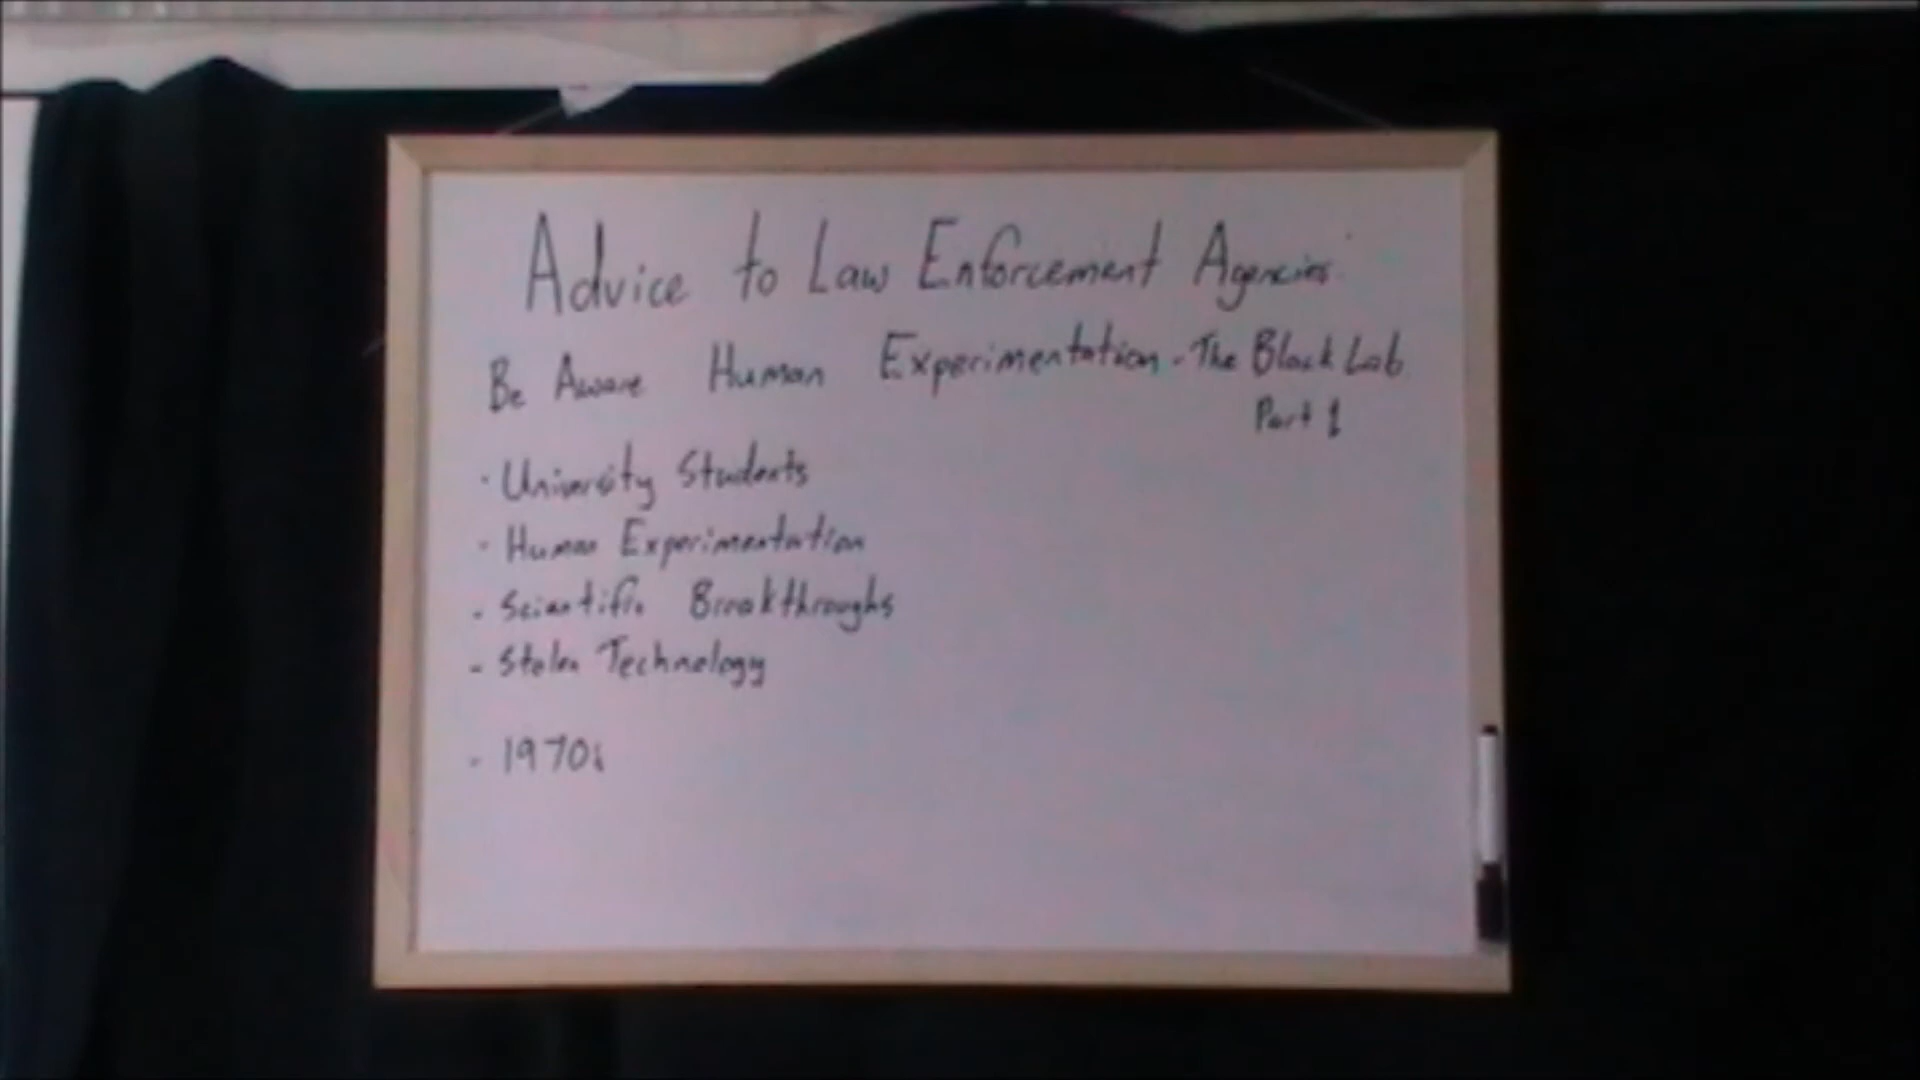 Advice to Law Enforcement Agencies
Be Aware Human Experimentation - The Black Lab
Part 1
· University Students
· Human Experimentation
- Scientific Breakthroughs
- Stolen Technology
- 1970s